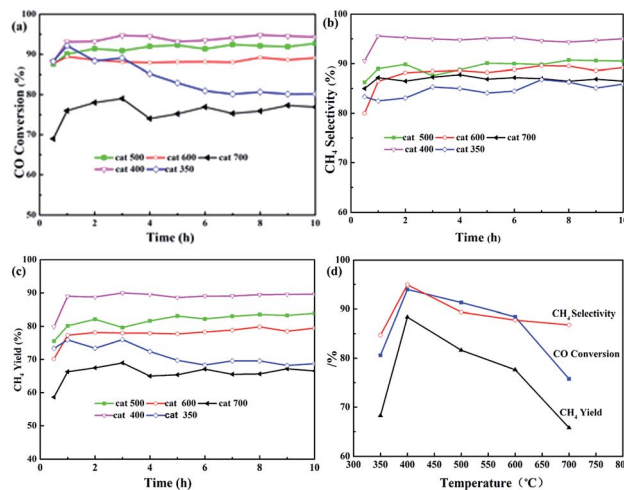 (a)
CO Conversion (%)
100
90
80
70
60
50
0 2 4 6 8 10
Time (h)
cat 500 cat 600 cat 700
cat 400 cat 350
(b)
CH₄ Selectivity (%)
100
90
80
70
60
0 2 4 6 8 10
Time (h)
cat 500 cat 600 cat 700
cat 400 cat 350
(c)
CH₄ Yield (%)
100
90
80
70
60
50
40
0 2 4 6 8 10
Time (h)
cat 500 cat 600 cat 700
cat 400 cat 350
(d)
/%
100
90
80
70
60
300 350 400 450 500 550 600 650 700 750 800
Temperature (°C)
CH₄ Selectivity
CO Conversion
CH₄ Yield